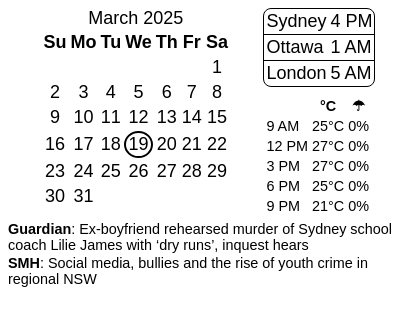 March 2025
Su Mo Tu We Th Fr Sa
1
2 3 4 5 6 7 8
9 10 11 12 13 14 15
16 17 18 19 20 21 22
23 24 25 26 27 28 29
30 31
Sydney 4 PM
Ottawa 1 AM
London 5 AM
°C ☂
9 AM 25°C 0%
12 PM 27°C 0%
3 PM 27°C 0%
6 PM 25°C 0%
9 PM 21°C 0%
Guardian: Ex-boyfriend rehearsed murder of Sydney school
coach Lilie James with ‘dry runs’, inquest hears
SMH: Social media, bullies and the rise of youth crime in
regional NSW